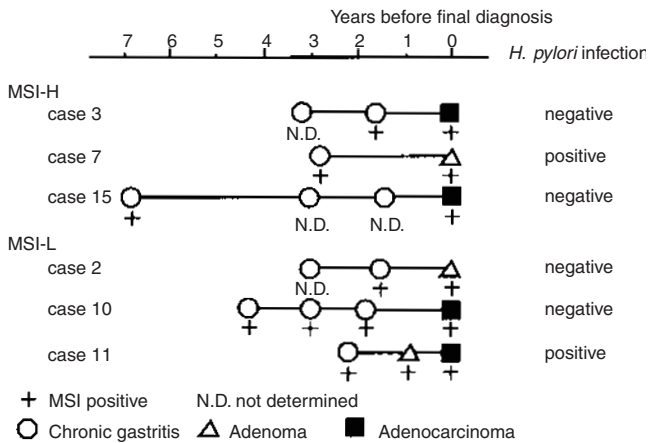 Years before final diagnosis
7 6 5 4 3 2 1 0
H. pylori infection
MSI-H
case 3 negative
N.D. + +
case 7 positive
+ +
case 15 negative
+ N.D. N.D. +
MSI-L
case 2 negative
N.D. + +
case 10 negative
+ + + +
case 11 positive
+ + +
+ MSI positive N.D. not determined
Chronic gastritis Adenoma Adenocarcinoma